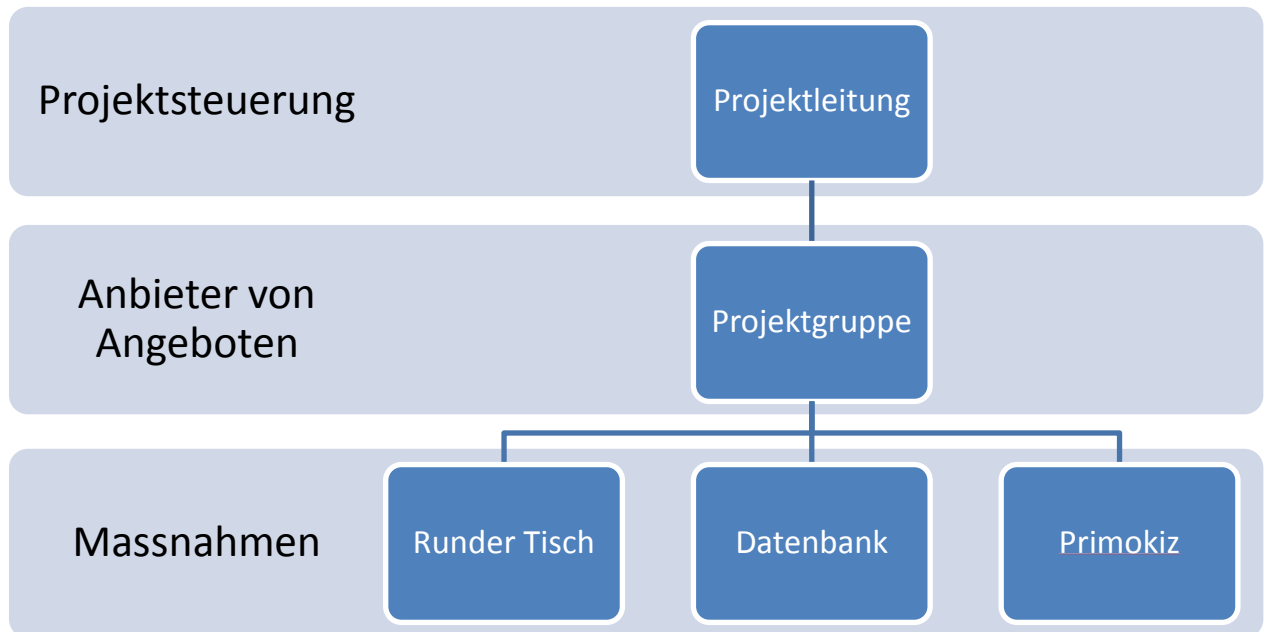 Projektsteuerung
Projektleitung
Anbieter von
Angeboten
Projektgruppe
Massnahmen
Runder Tisch
Datenbank
Primokiz